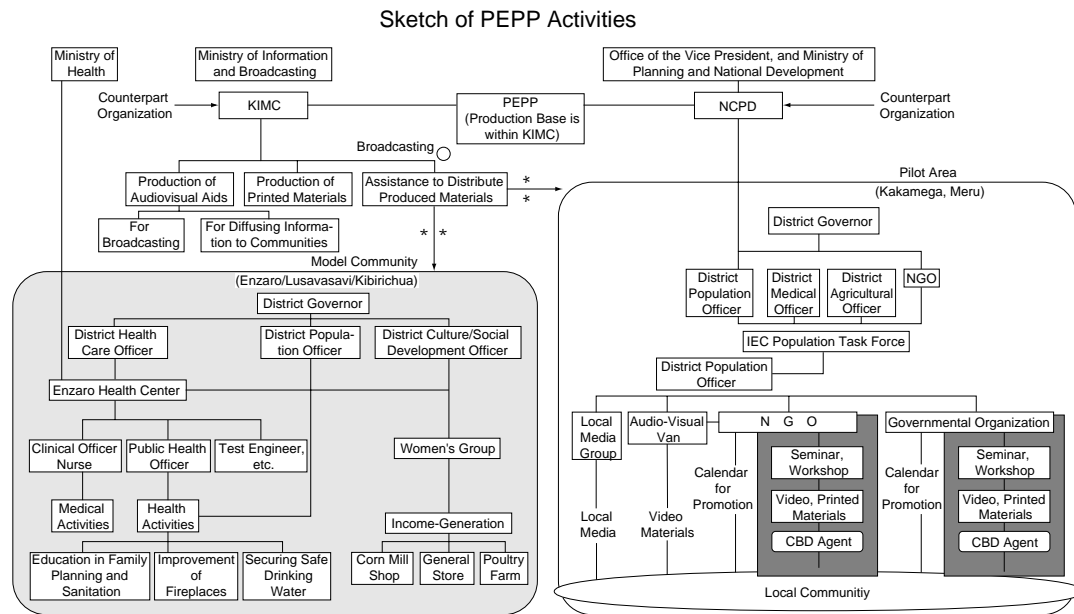 Sketch of PEPP Activities
Ministry of
Health
Ministry of Information
and Broadcasting
Office of the Vice President, and Ministry of
Planning and National Development
Counterpart
Organization
KIMC
PEPP
(Production Base is
within KIMC)
NCPD
Counterpart
Organization
Broadcasting
Production of
Audiovisual Aids
Production of
Printed Materials
Assistance to Distribute
Produced Materials
*
*
For
Broadcasting
For Diffusing Informa-
tion to Communities
* *
Model Community
(Enzaro/Lusavasavi/Kibirichua)
District Governor
District Health
Care Officer
District Popula-
tion Officer
District Culture/Social
Development Officer
Enzaro Health Center
Clinical Officer
Nurse
Public Health
Officer
Test Engineer,
etc.
Women's Group
Medical
Activities
Health
Activities
Income-Generation
Education in Family
Planning and
Sanitation
Improvement
of
Fireplaces
Securing Safe
Drinking
Water
Corn Mill
Shop
General
Store
Poultry
Farm
Pilot Area
(Kakamega, Meru)
District Governor
District
Population
Officer
District
Medical
Officer
District
Agricultural
Officer
NGO
IEC Population Task Force
District Population
Officer
Local
Media
Group
Audio-Visual
Van
N G O
Governmental Organization
Calendar
for
Promotion
Seminar,
Workshop
Video, Printed
Materials
CBD Agent
Calendar
for
Promotion
Seminar,
Workshop
Video, Printed
Materials
CBD Agent
Local
Media
Video
Materials
Local Communitiy